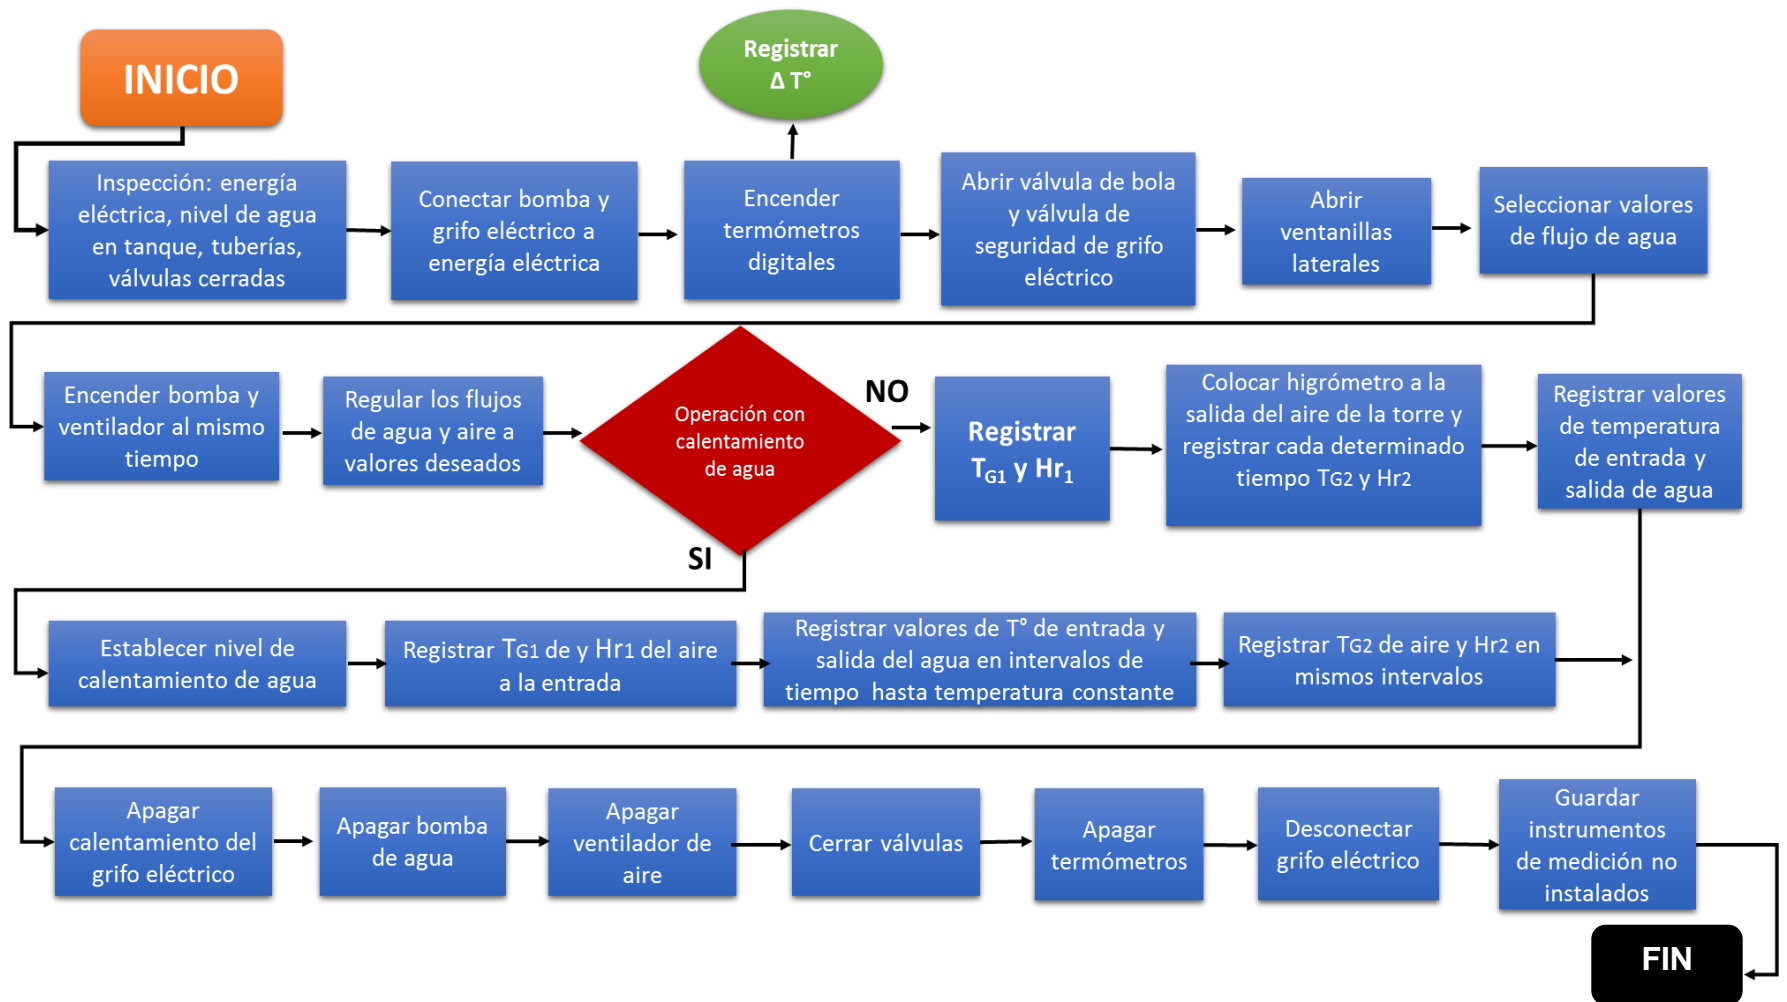 INICIO
Registrar
Δ T°
Inspección: energía
eléctrica, nivel de agua
en tanque, tuberías,
válvulas cerradas
Conectar bomba y
grifo eléctrico a
energía eléctrica
Encender
termómetros
digitales
Abrir válvula de bola
y válvula de
seguridad de grifo
eléctrico
Abrir
ventanillas
laterales
Seleccionar valores
de flujo de agua
Encender bomba y
ventilador al mismo
tiempo
Regular los flujos
de agua y aire a
valores deseados
Operación con
calentamiento
de agua
NO
Registrar
TG1 y Hr1
Colocar higrómetro a la
salida del aire de la torre y
registrar cada determinado
tiempo TG2 y Hr2
Registrar valores
de temperatura
de entrada y
salida de agua
SI
Establecer nivel de
calentamiento de agua
Registrar TG1 de y Hr1 del aire
a la entrada
Registrar valores de T° de entrada y
salida del agua en intervalos de
tiempo hasta temperatura constante
Registrar TG2 de aire y Hr2 en
mismos intervalos
Apagar
calentamiento del
grifo eléctrico
Apagar bomba
de agua
Apagar
ventilador de
aire
Cerrar válvulas
Apagar
termómetros
Desconectar
grifo eléctrico
Guardar
instrumentos
de medición no
instalados
FIN